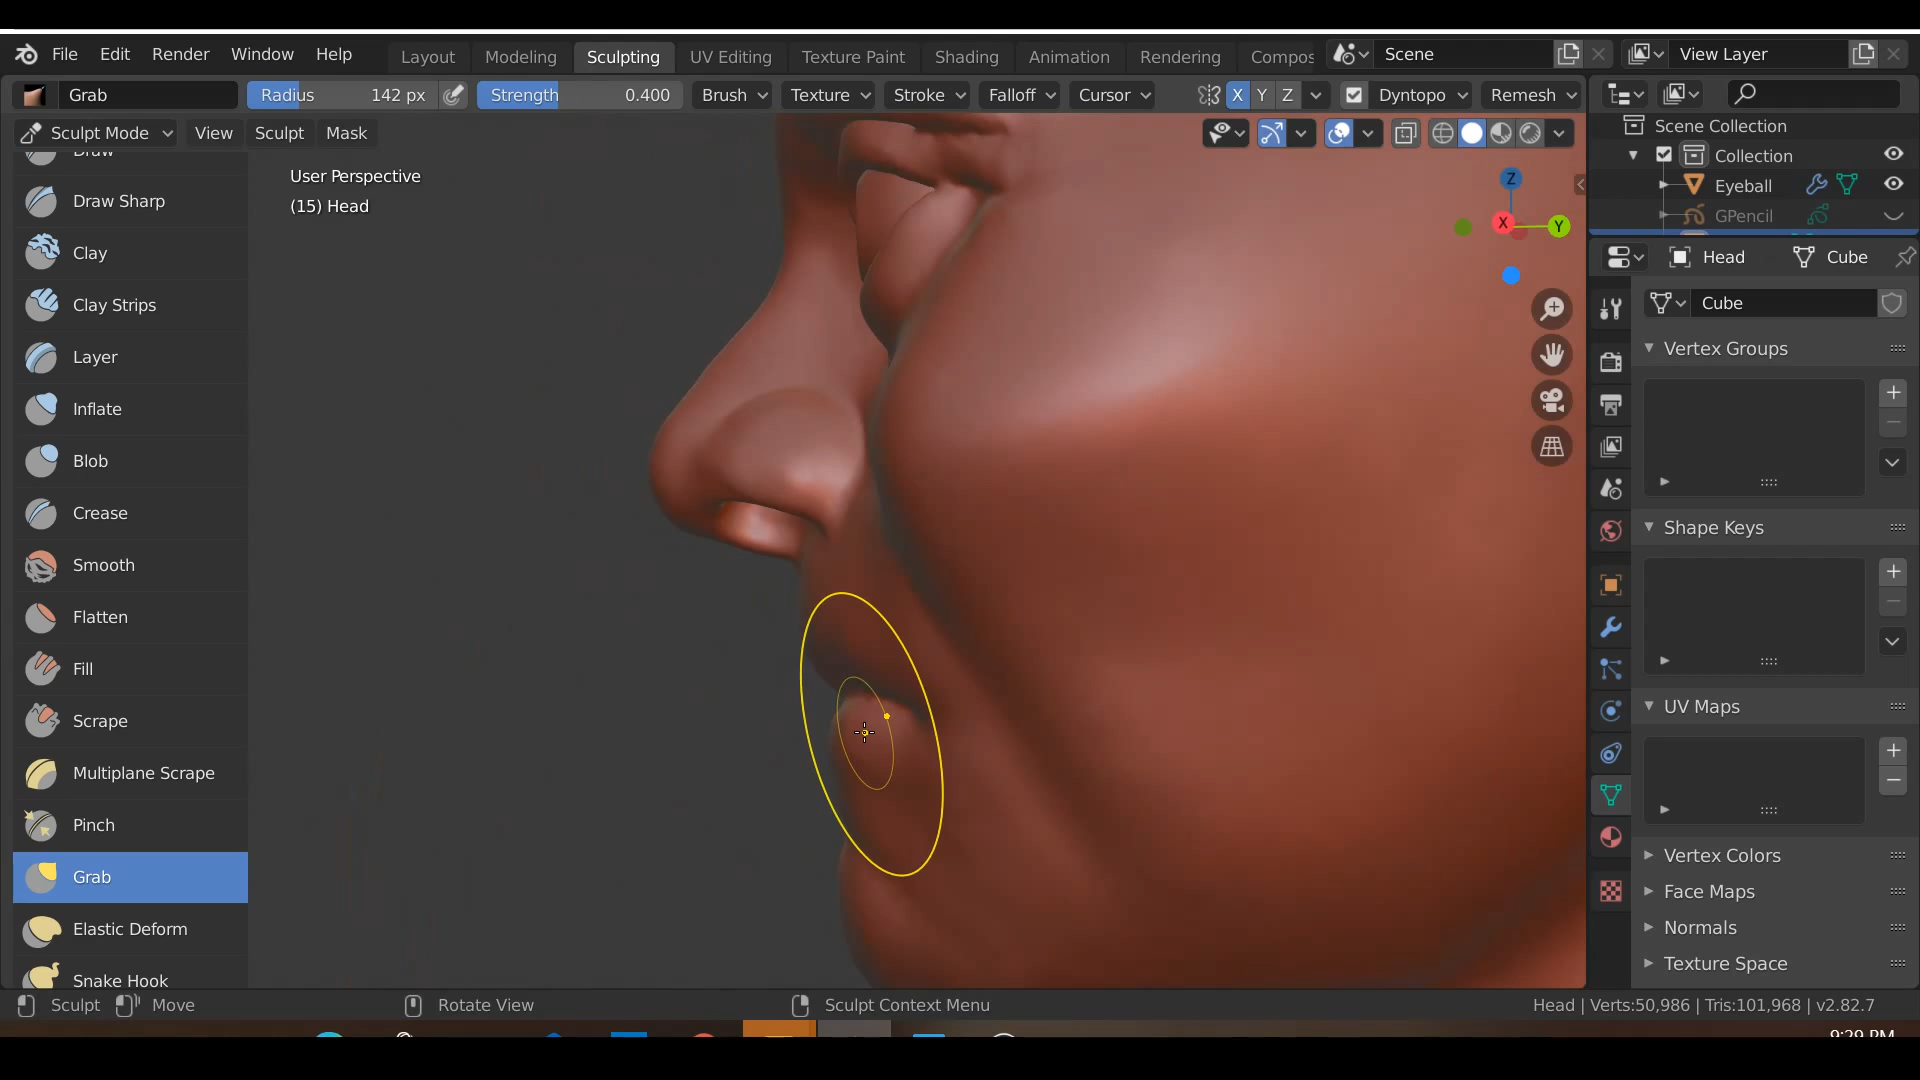 File Edit Render Window Help Layout Modeling Sculpting UV Editing Texture Paint Shading Animation Rendering Compos Scene View Layer
Grab Radius 142 px Strength 0.400 Brush Texture Stroke Falloff Cursor X Y Z Dyntopo Remesh
Sculpt Mode View Sculpt Mask
Scene Collection
Collection
Eyeball
GPencil
User Perspective
(15) Head
Z
X
Y
Draw
Draw Sharp
Clay
Clay Strips
Layer
Inflate
Blob
Crease
Smooth
Flatten
Fill
Scrape
Multiplane Scrape
Pinch
Grab
Elastic Deform
Snake Hook
Head Cube
Cube
Vertex Groups
Shape Keys
UV Maps
Vertex Colors
Face Maps
Normals
Texture Space
Sculpt Move Rotate View Sculpt Context Menu Head | Verts:50,986 | Tris:101,968 | v2.82.7
9:29 PM